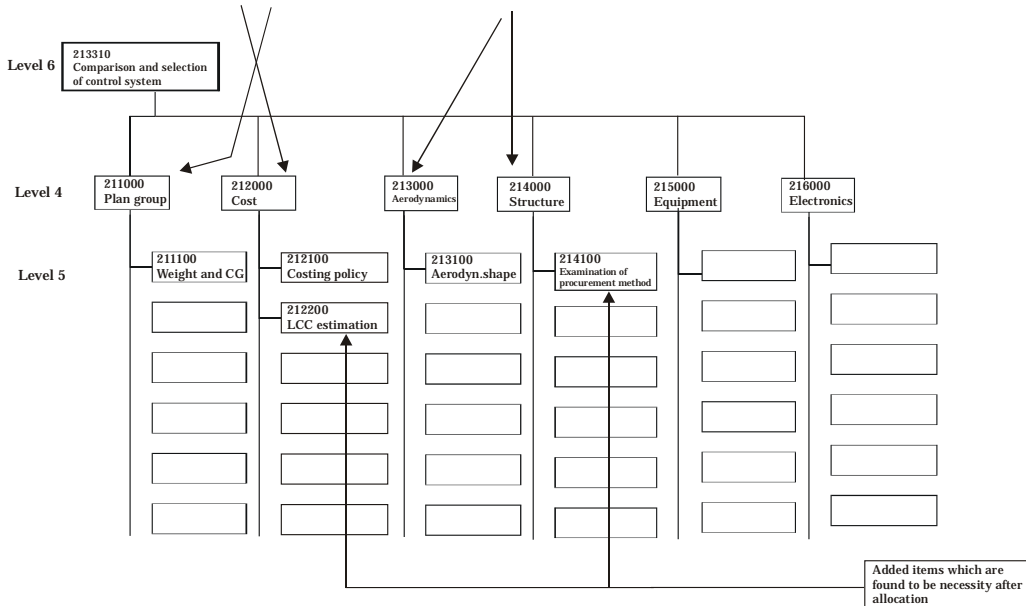 Level 6
213310
Comparison and selection
of control system
Level 4
211000
Plan group
212000
Cost
213000
Aerodynamics
214000
Structure
215000
Equipment
216000
Electronics
Level 5
211100
Weight and CG
212100
Costing policy
213100
Aerodyn.shape
214100
Examination of
procurement method
212200
LCC estimation
Added items which are
found to be necessity after
allocation